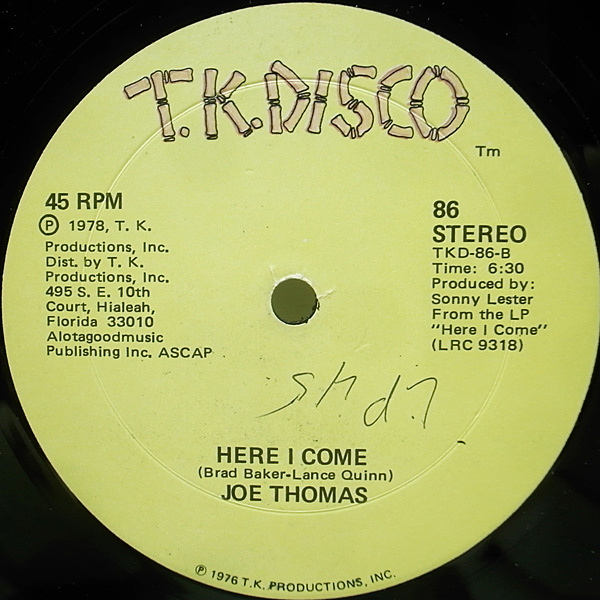 T.K.DISCO
Tm
45 RPM
℗ 1978, T. K.
Productions, Inc.
Dist. by T. K.
Productions, Inc.
495 S. E. 10th
Court, Hialeah,
Florida 33010
Alotagoodmusic
Publishing Inc. ASCAP
86
STEREO
TKD-86-B
Time: 6:30
Produced by:
Sonny Lester
From the LP
"Here I Come"
(LRC 9318)
HERE I COME
(Brad Baker-Lance Quinn)
JOE THOMAS
℗ 1976 T.K. PRODUCTIONS, INC.